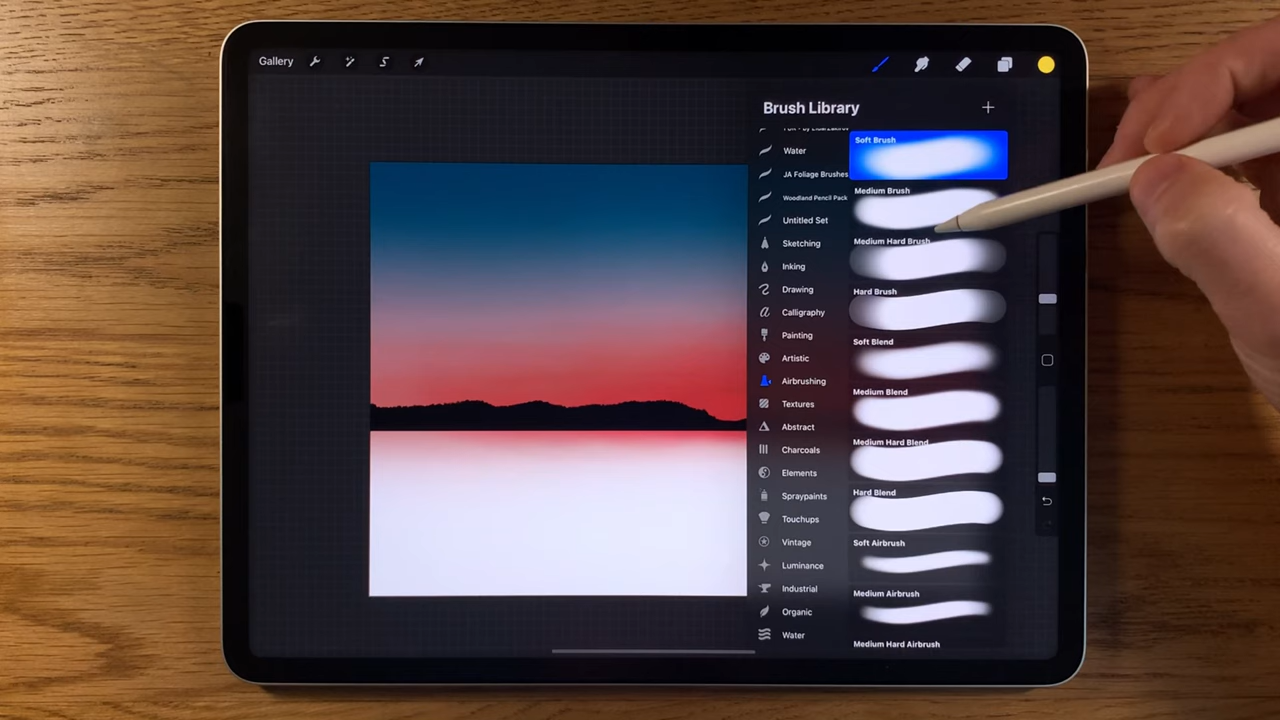 Gallery
Brush Library
Water
JA Foliage Brushes
Woodland Pencil Pack
Untitled Set
Sketching
Inking
Drawing
Calligraphy
Painting
Artistic
Airbrushing
Textures
Abstract
Charcoals
Elements
Spraypaints
Touchups
Vintage
Luminance
Industrial
Organic
Water
Soft Brush
Medium Brush
Medium Hard Brush
Hard Brush
Soft Blend
Medium Blend
Medium Hard Blend
Hard Blend
Soft Airbrush
Medium Airbrush
Medium Hard Airbrush